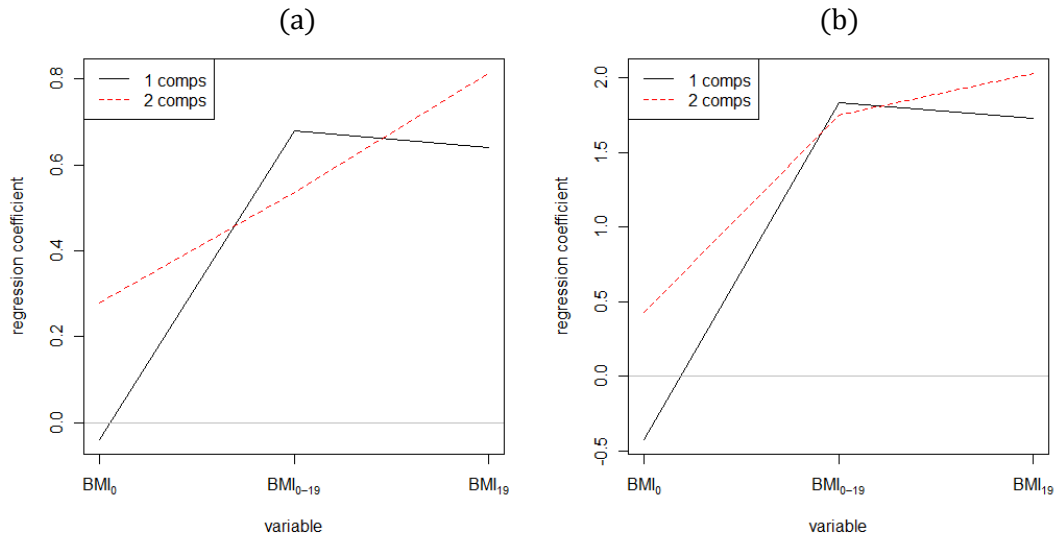 (a)
1 comps
2 comps
regression coefficient
0.0
0.2
0.4
0.6
0.8
BMI₀
BMI₀₋₁₉
BMI₁₉
variable
(b)
1 comps
2 comps
regression coefficient
-0.5
0.0
0.5
1.0
1.5
2.0
BMI₀
BMI₀₋₁₉
BMI₁₉
variable